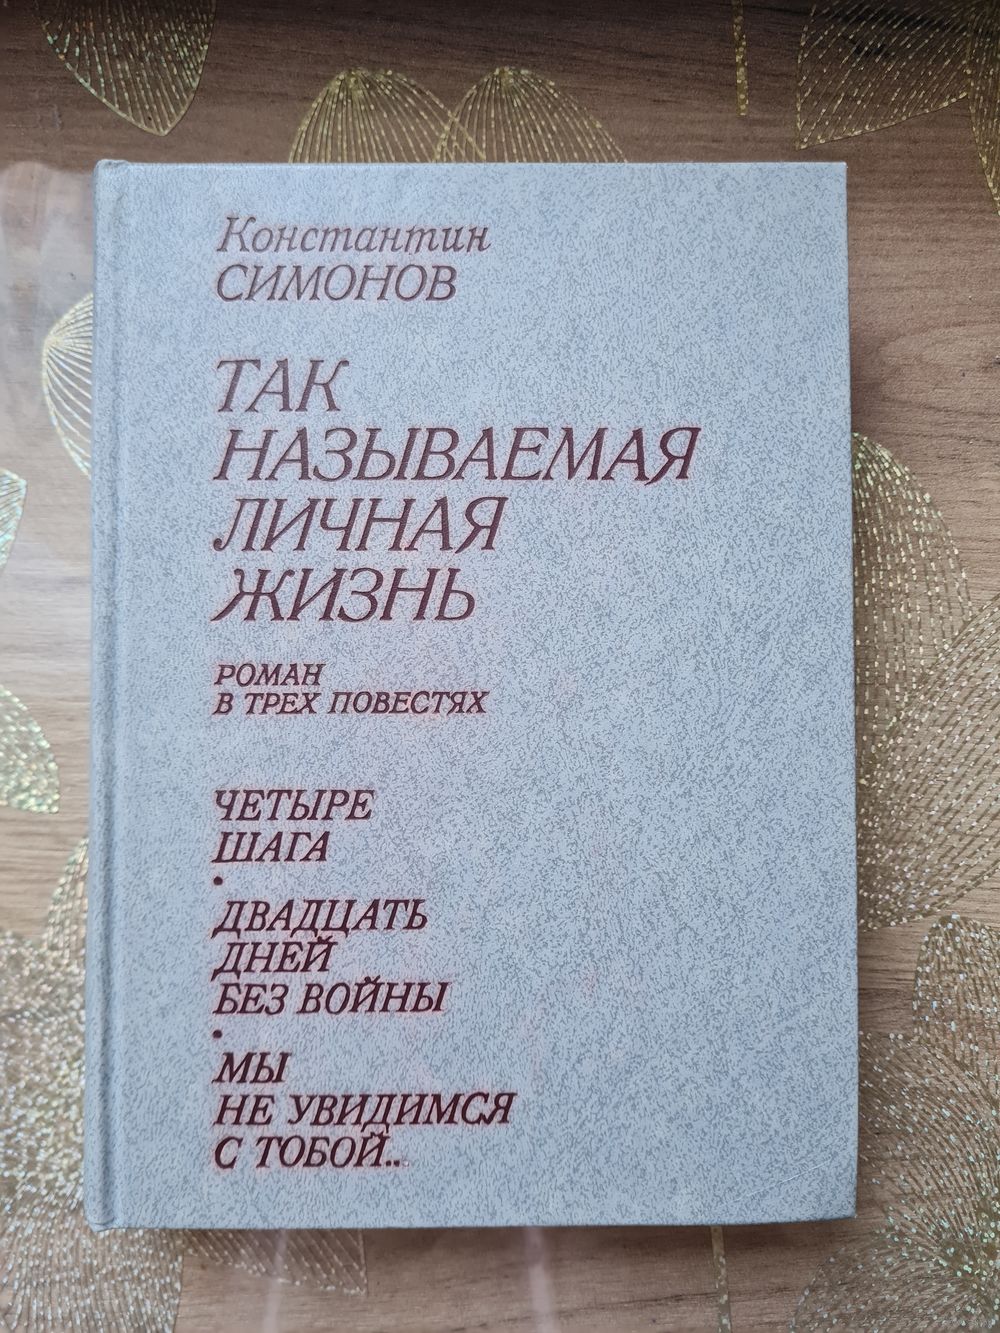 Константин
СИМОНОВ
ТАК
НАЗЫВАЕМАЯ
ЛИЧНАЯ
ЖИЗНЬ
РОМАН
В ТРЕХ ПОВЕСТЯХ
ЧЕТЫРЕ
ШАГА
•
ДВАДЦАТЬ
ДНЕЙ
БЕЗ ВОЙНЫ
•
МЫ
НЕ УВИДИМСЯ
С ТОБОЙ...